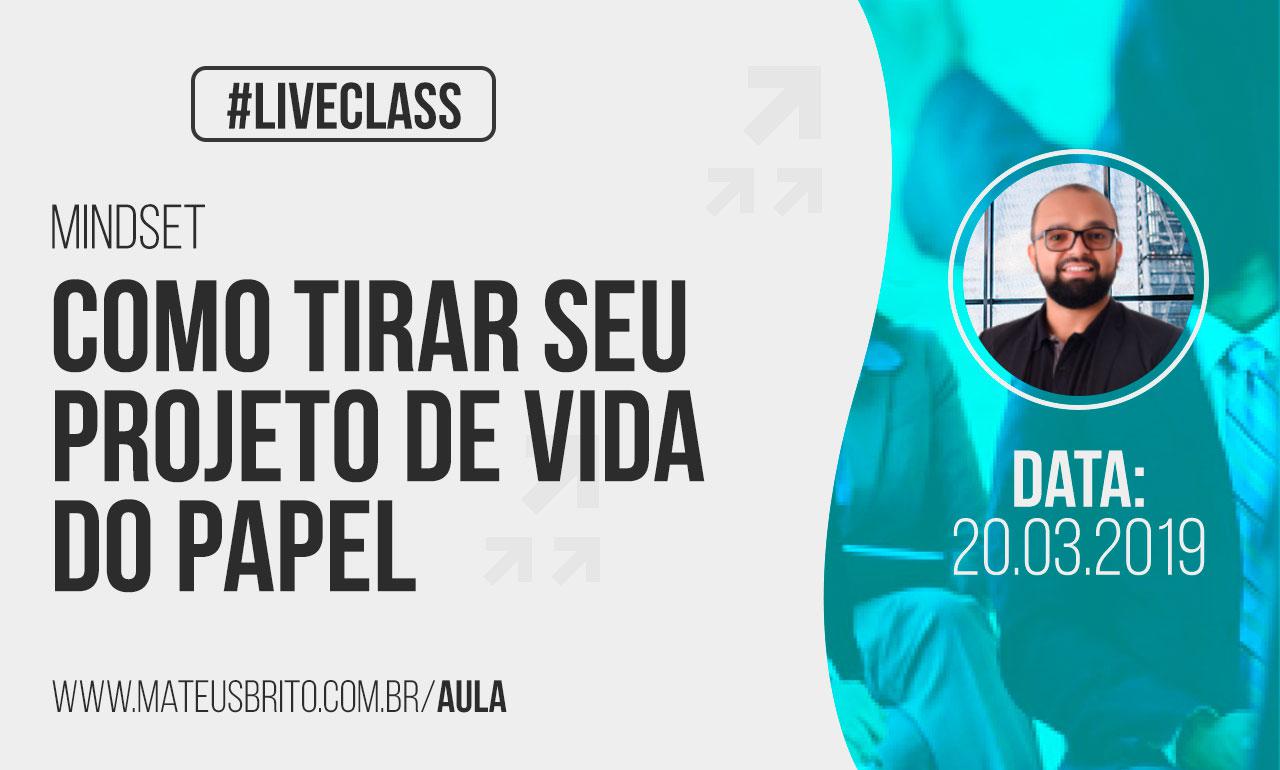 #LIVECLASS
MINDSET
COMO TIRAR SEU
PROJETO DE VIDA
DO PAPEL
WWW.MATEUSBRITO.COM.BR/AULA
DATA:
20.03.2019